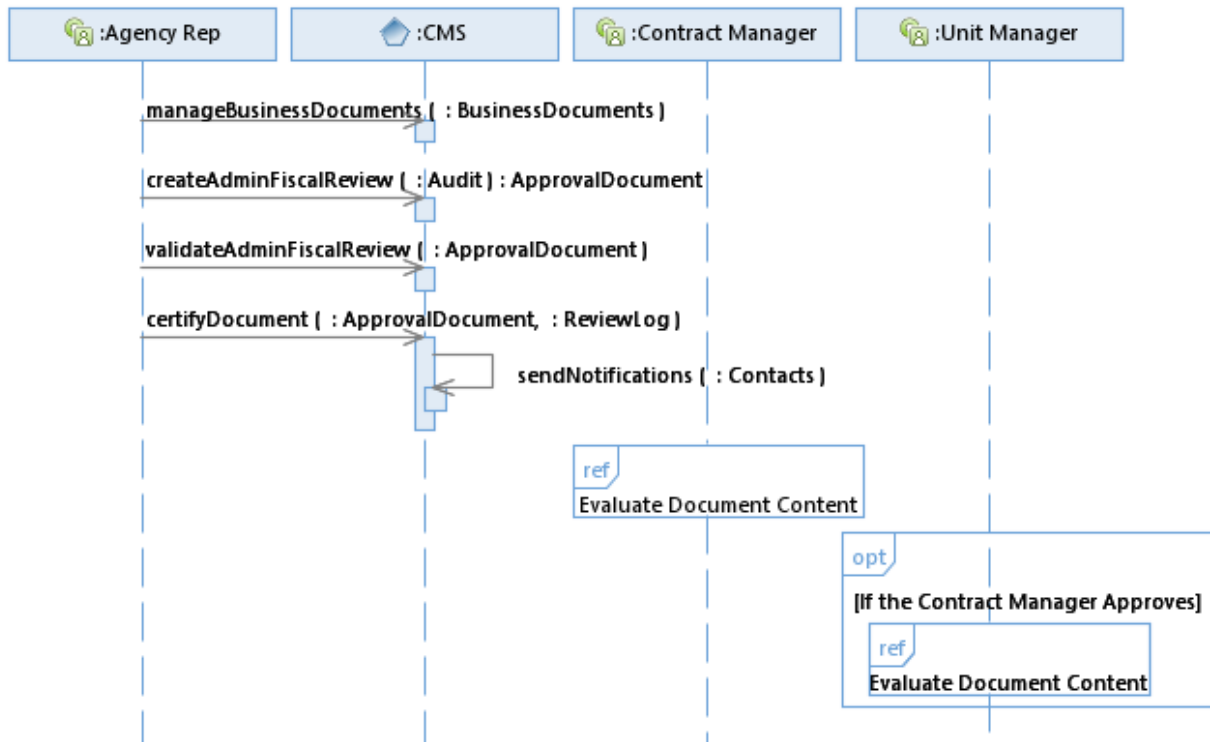 :Agency Rep
:CMS
:Contract Manager
:Unit Manager
manageBusinessDocuments ( : BusinessDocuments )
createAdminFiscalReview ( : Audit ) : ApprovalDocument
validateAdminFiscalReview ( : ApprovalDocument )
certifyDocument ( : ApprovalDocument, : ReviewLog )
sendNotifications ( : Contacts )
ref
Evaluate Document Content
opt
[If the Contract Manager Approves]
ref
Evaluate Document Content